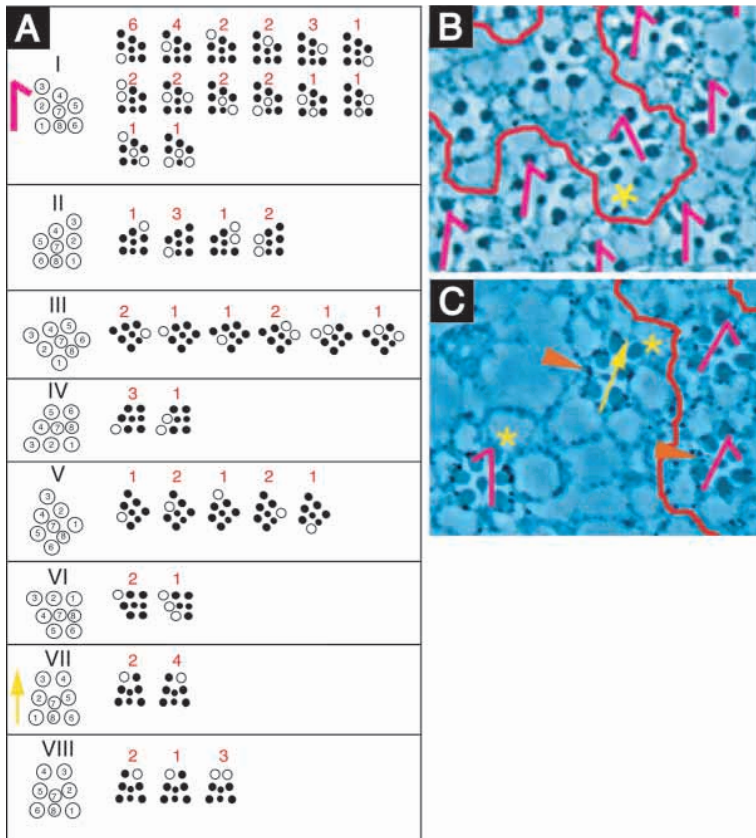 A
I
6 4 2 2 3 1
3
4
2 5
7
1 8 6
2 2 2 2 1 1
1 1
II
1 3 1 2
3
4
5 2
7
6 8 1
III
2 1 1 2 1 1
4 5
3 7 6
2 8
1
IV
3 1
5 6
4 7 8
3 2 1
V
1 2 1 2 1
3
4 2
7 1
5 8
6
VI
2 1
3 2 1
4 7 8
5 6
VII
2 4
3 4
2 5
7
1 8 6
VIII
2 1 3
4 3
5 2
7
6 8 1
B
C